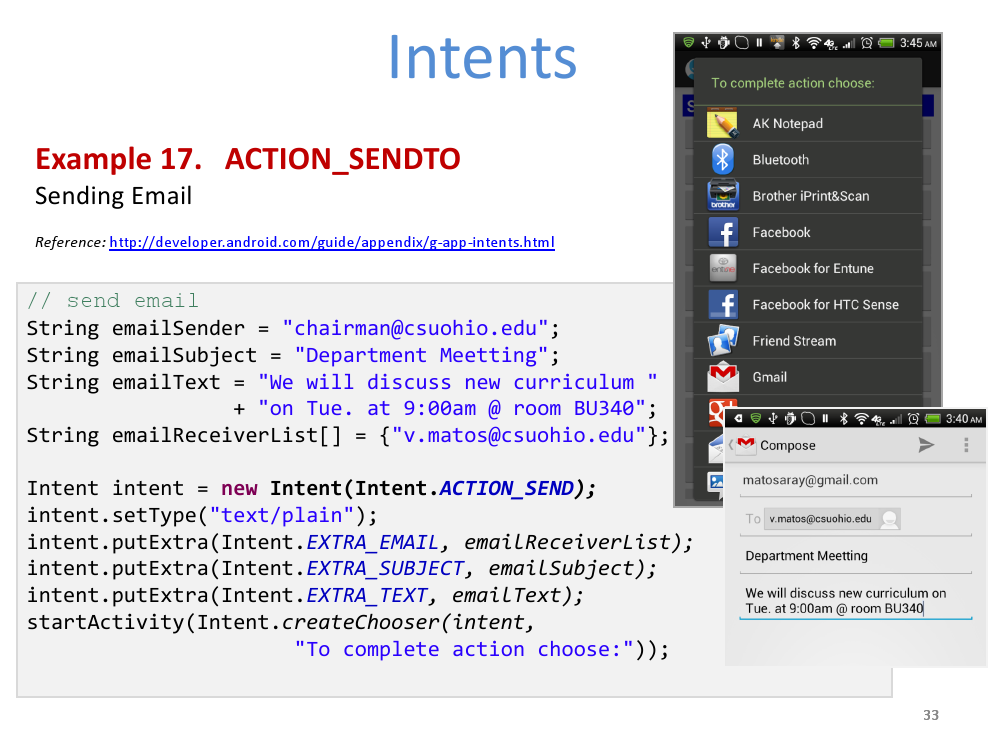 Intents
Example 17.   ACTION_SENDTO
Sending Email
Reference: http://developer.android.com/guide/appendix/g-app-intents.html
// send email
String emailSender = "chairman@csuohio.edu";
String emailSubject = "Department Meetting";
String emailText = "We will discuss new curriculum "
                 + "on Tue. at 9:00am @ room BU340";
String emailReceiverList[] = {"v.matos@csuohio.edu"};
Intent intent = new Intent(Intent.ACTION_SEND);
intent.setType("text/plain");
intent.putExtra(Intent.EXTRA_EMAIL, emailReceiverList);
intent.putExtra(Intent.EXTRA_SUBJECT, emailSubject);
intent.putExtra(Intent.EXTRA_TEXT, emailText);
startActivity(Intent.createChooser(intent,
                      "To complete action choose:"));
3:45 AM
To complete action choose:
AK Notepad
Bluetooth
Brother iPrint&Scan
Facebook
Facebook for Entune
Facebook for HTC Sense
Friend Stream
Gmail
3:40 AM
Compose
matosaray@gmail.com
To v.matos@csuohio.edu
Department Meetting
We will discuss new curriculum on
Tue. at 9:00am @ room BU340
33